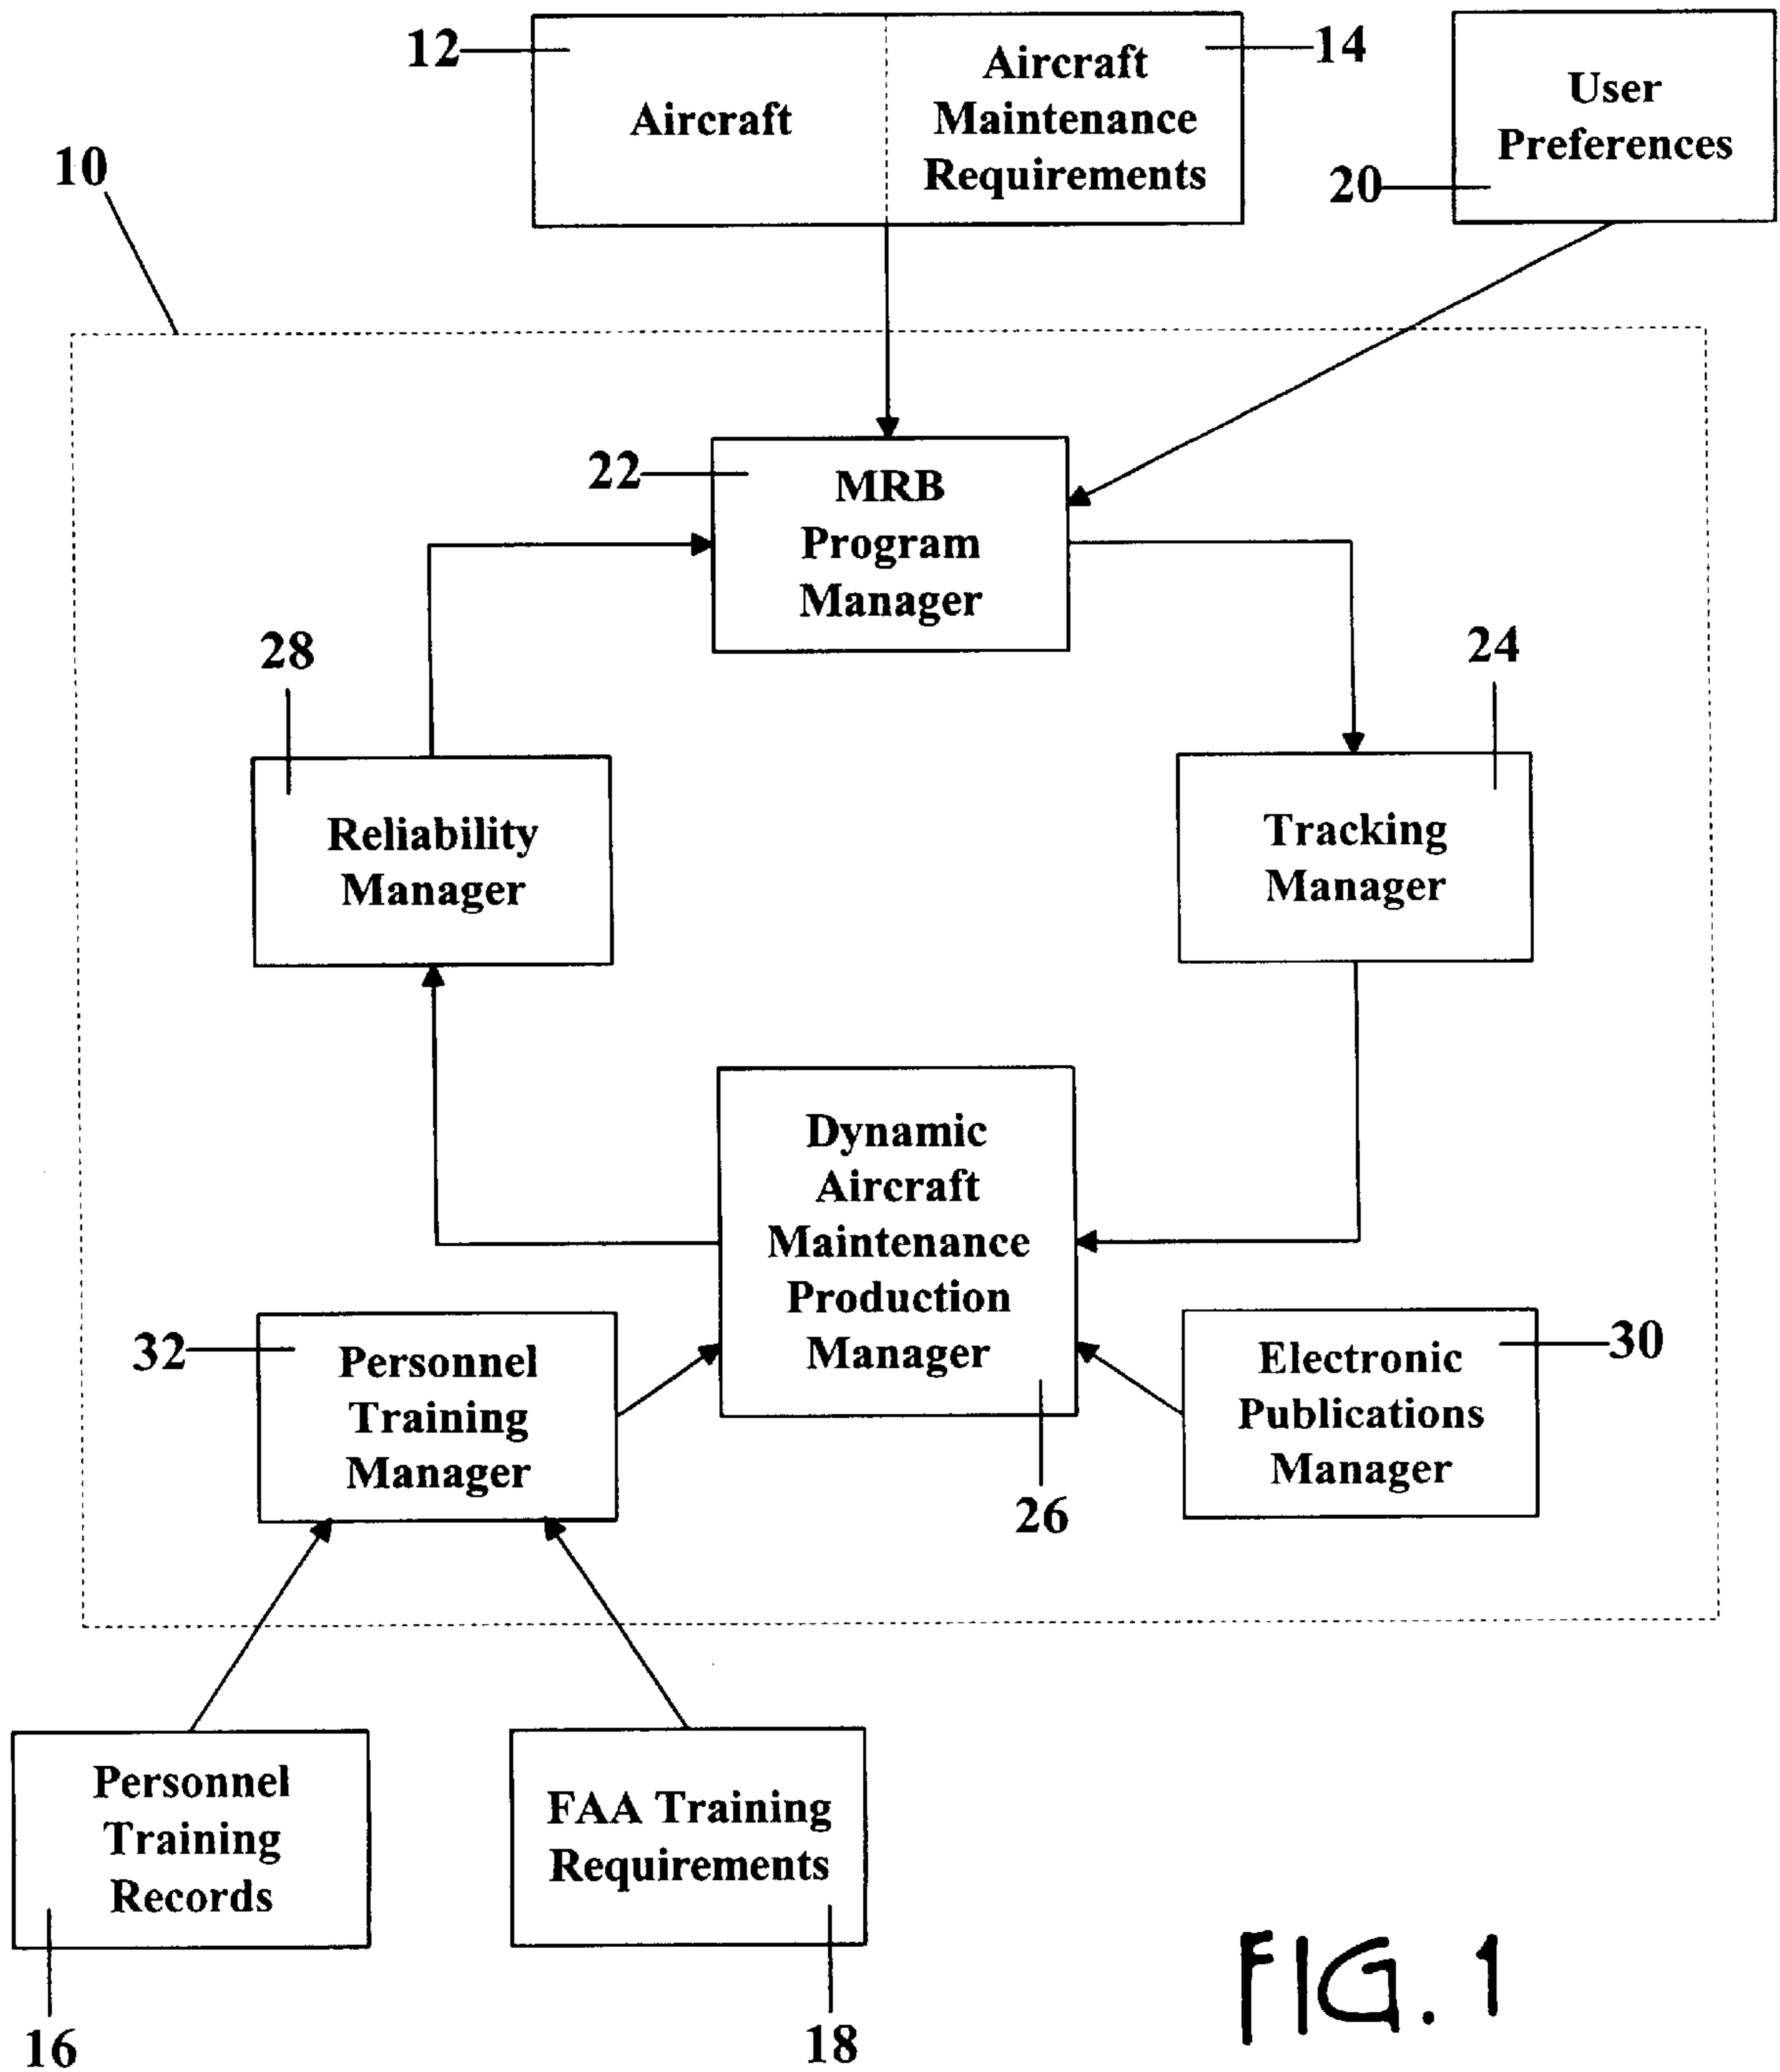 12
Aircraft
Aircraft
Maintenance
Requirements
14
User
Preferences
20
10
22
MRB
Program
Manager
28
Reliability
Manager
24
Tracking
Manager
Dynamic
Aircraft
Maintenance
Production
Manager
26
32
Personnel
Training
Manager
Electronic
Publications
Manager
30
Personnel
Training
Records
16
FAA Training
Requirements
18
FIG. 1